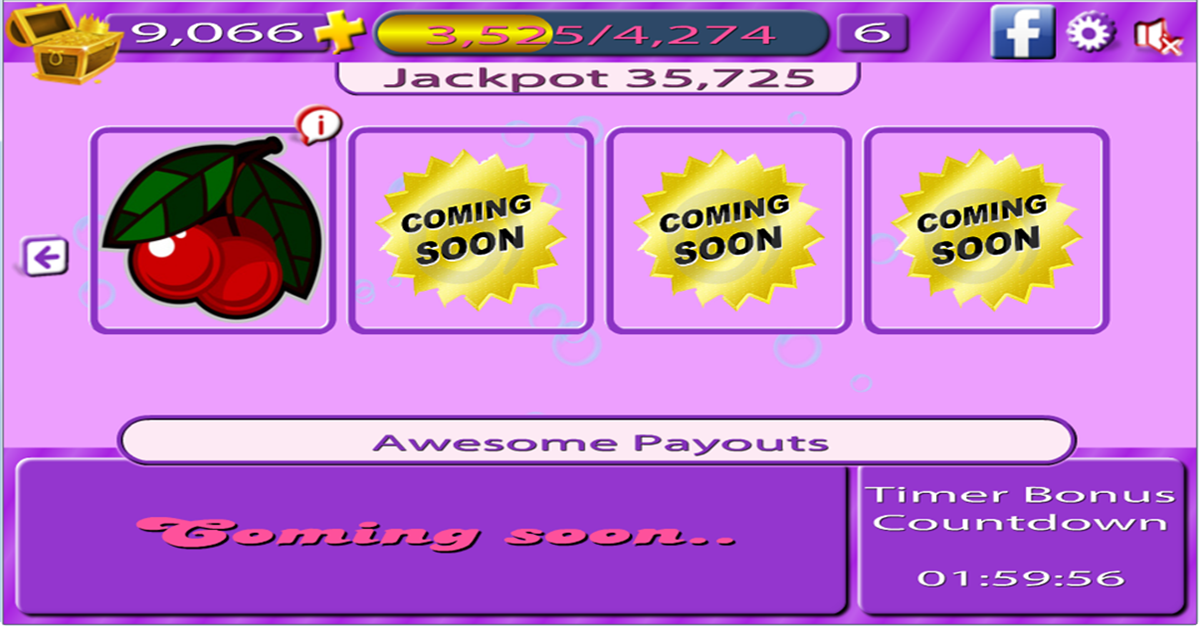 9,066
3,525/4,274
6
f
Jackpot 35,725
i
COMING
SOON
COMING
SOON
COMING
SOON
Awesome Payouts
Coming soon..
Timer Bonus
Countdown
01:59:56